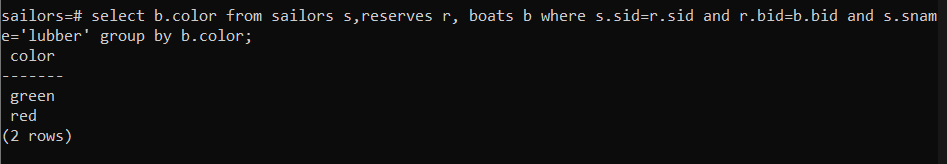 sailors=# select b.color from sailors s,reserves r, boats b where s.sid=r.sid and r.bid=b.bid and s.snam
e='lubber' group by b.color;
color
-------
green
red
(2 rows)